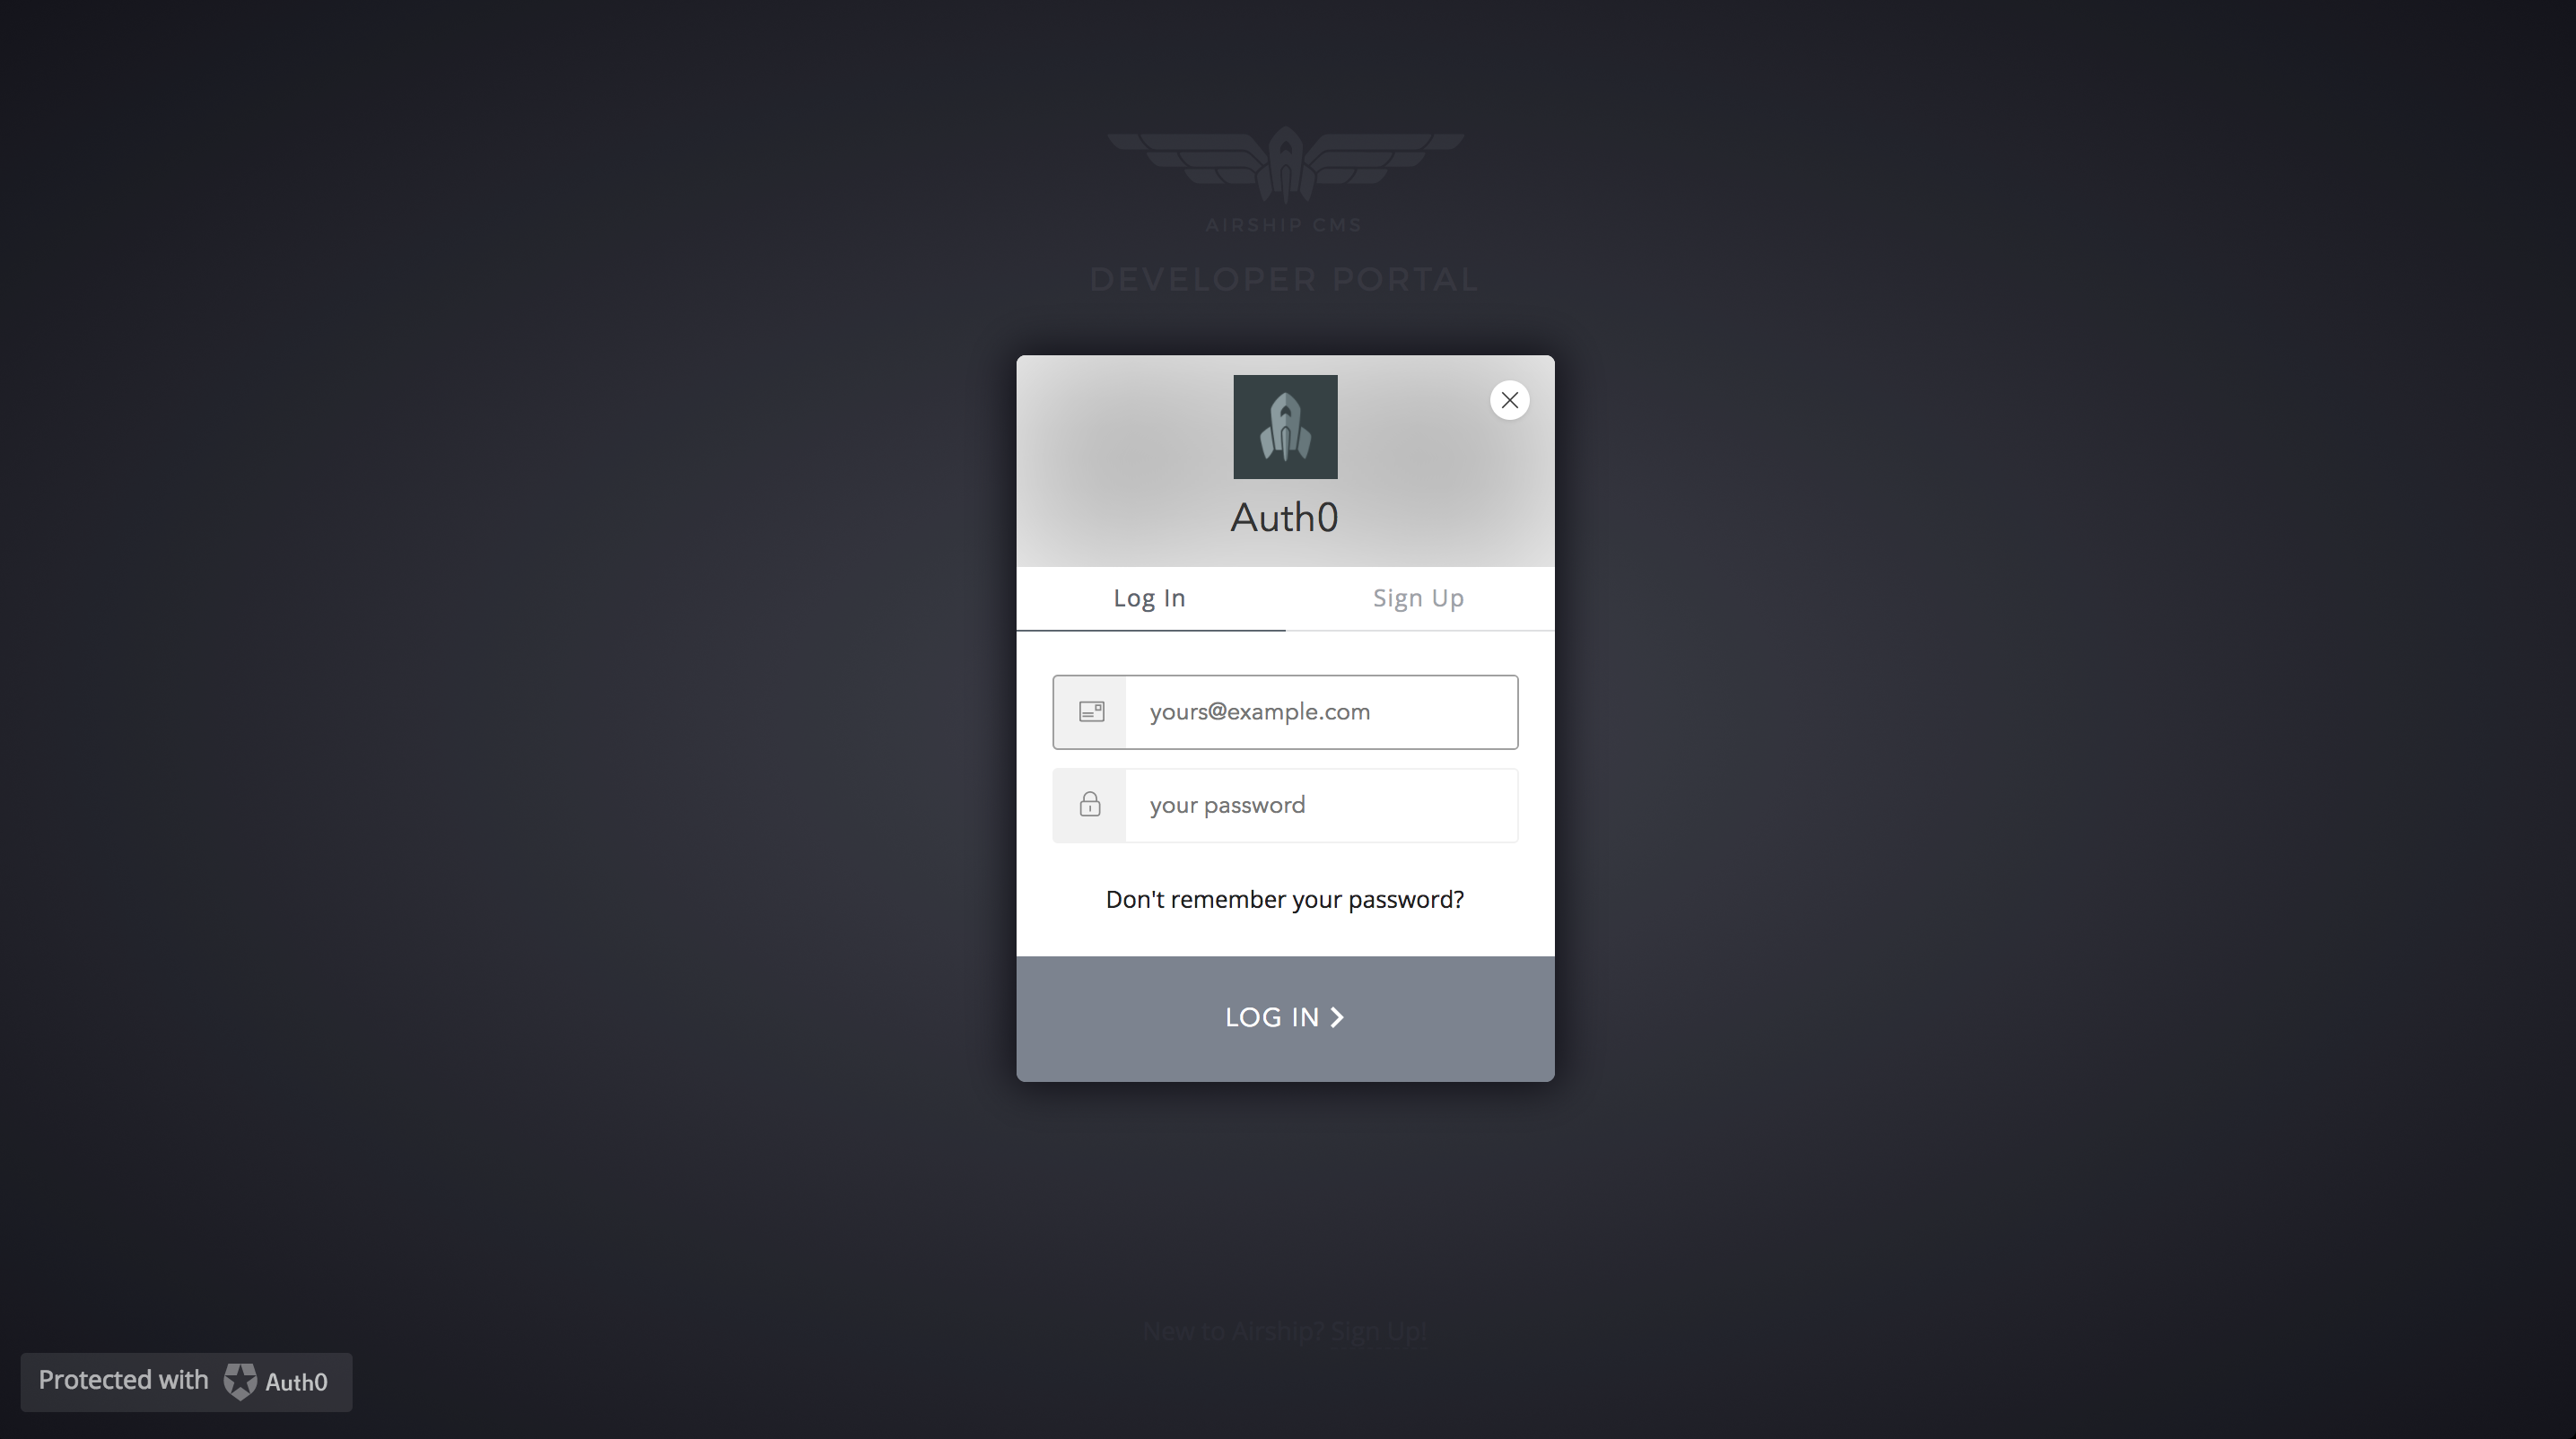 AIRSHIP CMS
DEVELOPER PORTAL
Auth0
Log In
Sign Up
yours@example.com
your password
Don't remember your password?
LOG IN
New to Airship? Sign Up!
Protected with Auth0